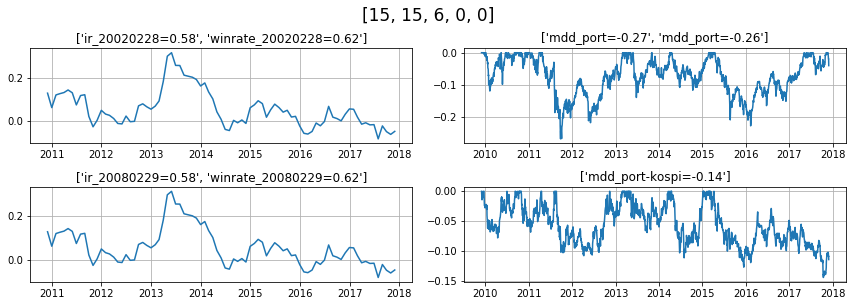 [15, 15, 6, 0, 0]
['ir_20020228=0.58', 'winrate_20020228=0.62']
0.2
0.0
2011 2012 2013 2014 2015 2016 2017 2018
['mdd_port=-0.27', 'mdd_port=-0.26']
0.0
−0.1
−0.2
2010 2011 2012 2013 2014 2015 2016 2017 2018
['ir_20080229=0.58', 'winrate_20080229=0.62']
0.2
0.0
2011 2012 2013 2014 2015 2016 2017 2018
['mdd_port-kospi=-0.14']
0.00
−0.05
−0.10
−0.15
2010 2011 2012 2013 2014 2015 2016 2017 2018